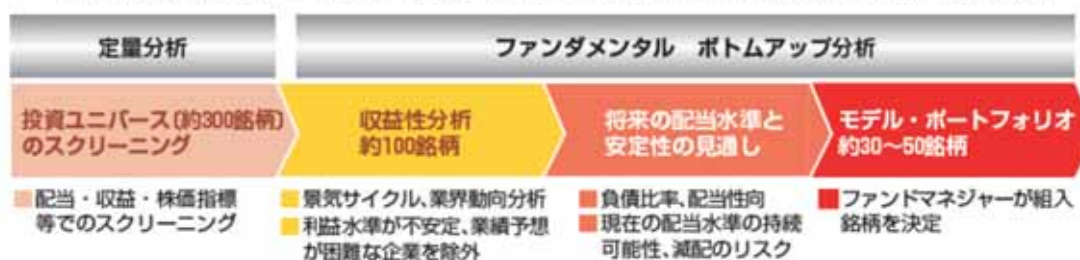 定量分析
ファンダメンタル ボトムアップ分析
投資ユニバース(約300銘柄)
のスクリーニング
収益性分析
約100銘柄
将来の配当水準と
安定性の見通し
モデル・ポートフォリオ
約30～50銘柄
配当・収益・株価指標
等でのスクリーニング
景気サイクル、業界動向分析
利益水準が不安定、業績予想
が困難な企業を除外
負債比率、配当性向
現在の配当水準の持続
可能性、減配のリスク
ファンドマネジャーが組入
銘柄を決定